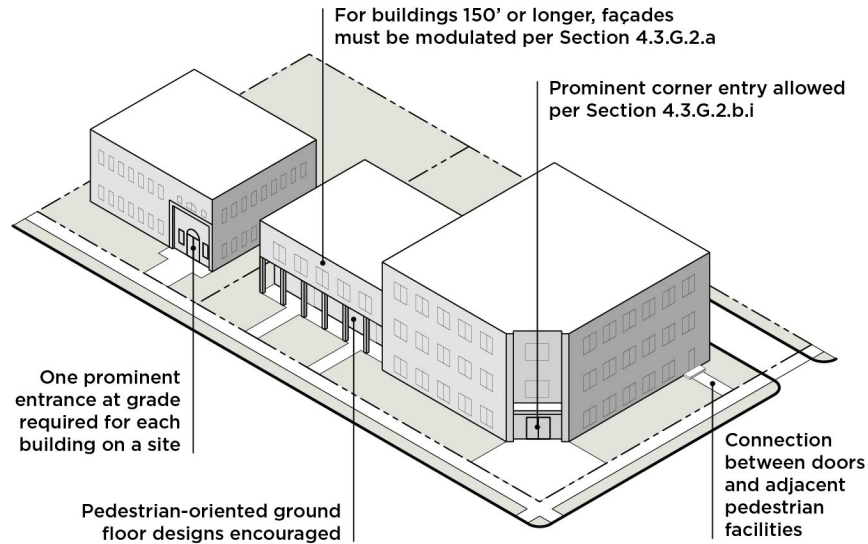 For buildings 150’ or longer, façades
must be modulated per Section 4.3.G.2.a
Prominent corner entry allowed
per Section 4.3.G.2.b.i
One prominent
entrance at grade
required for each
building on a site
Pedestrian-oriented ground
floor designs encouraged
Connection
between doors
and adjacent
pedestrian
facilities